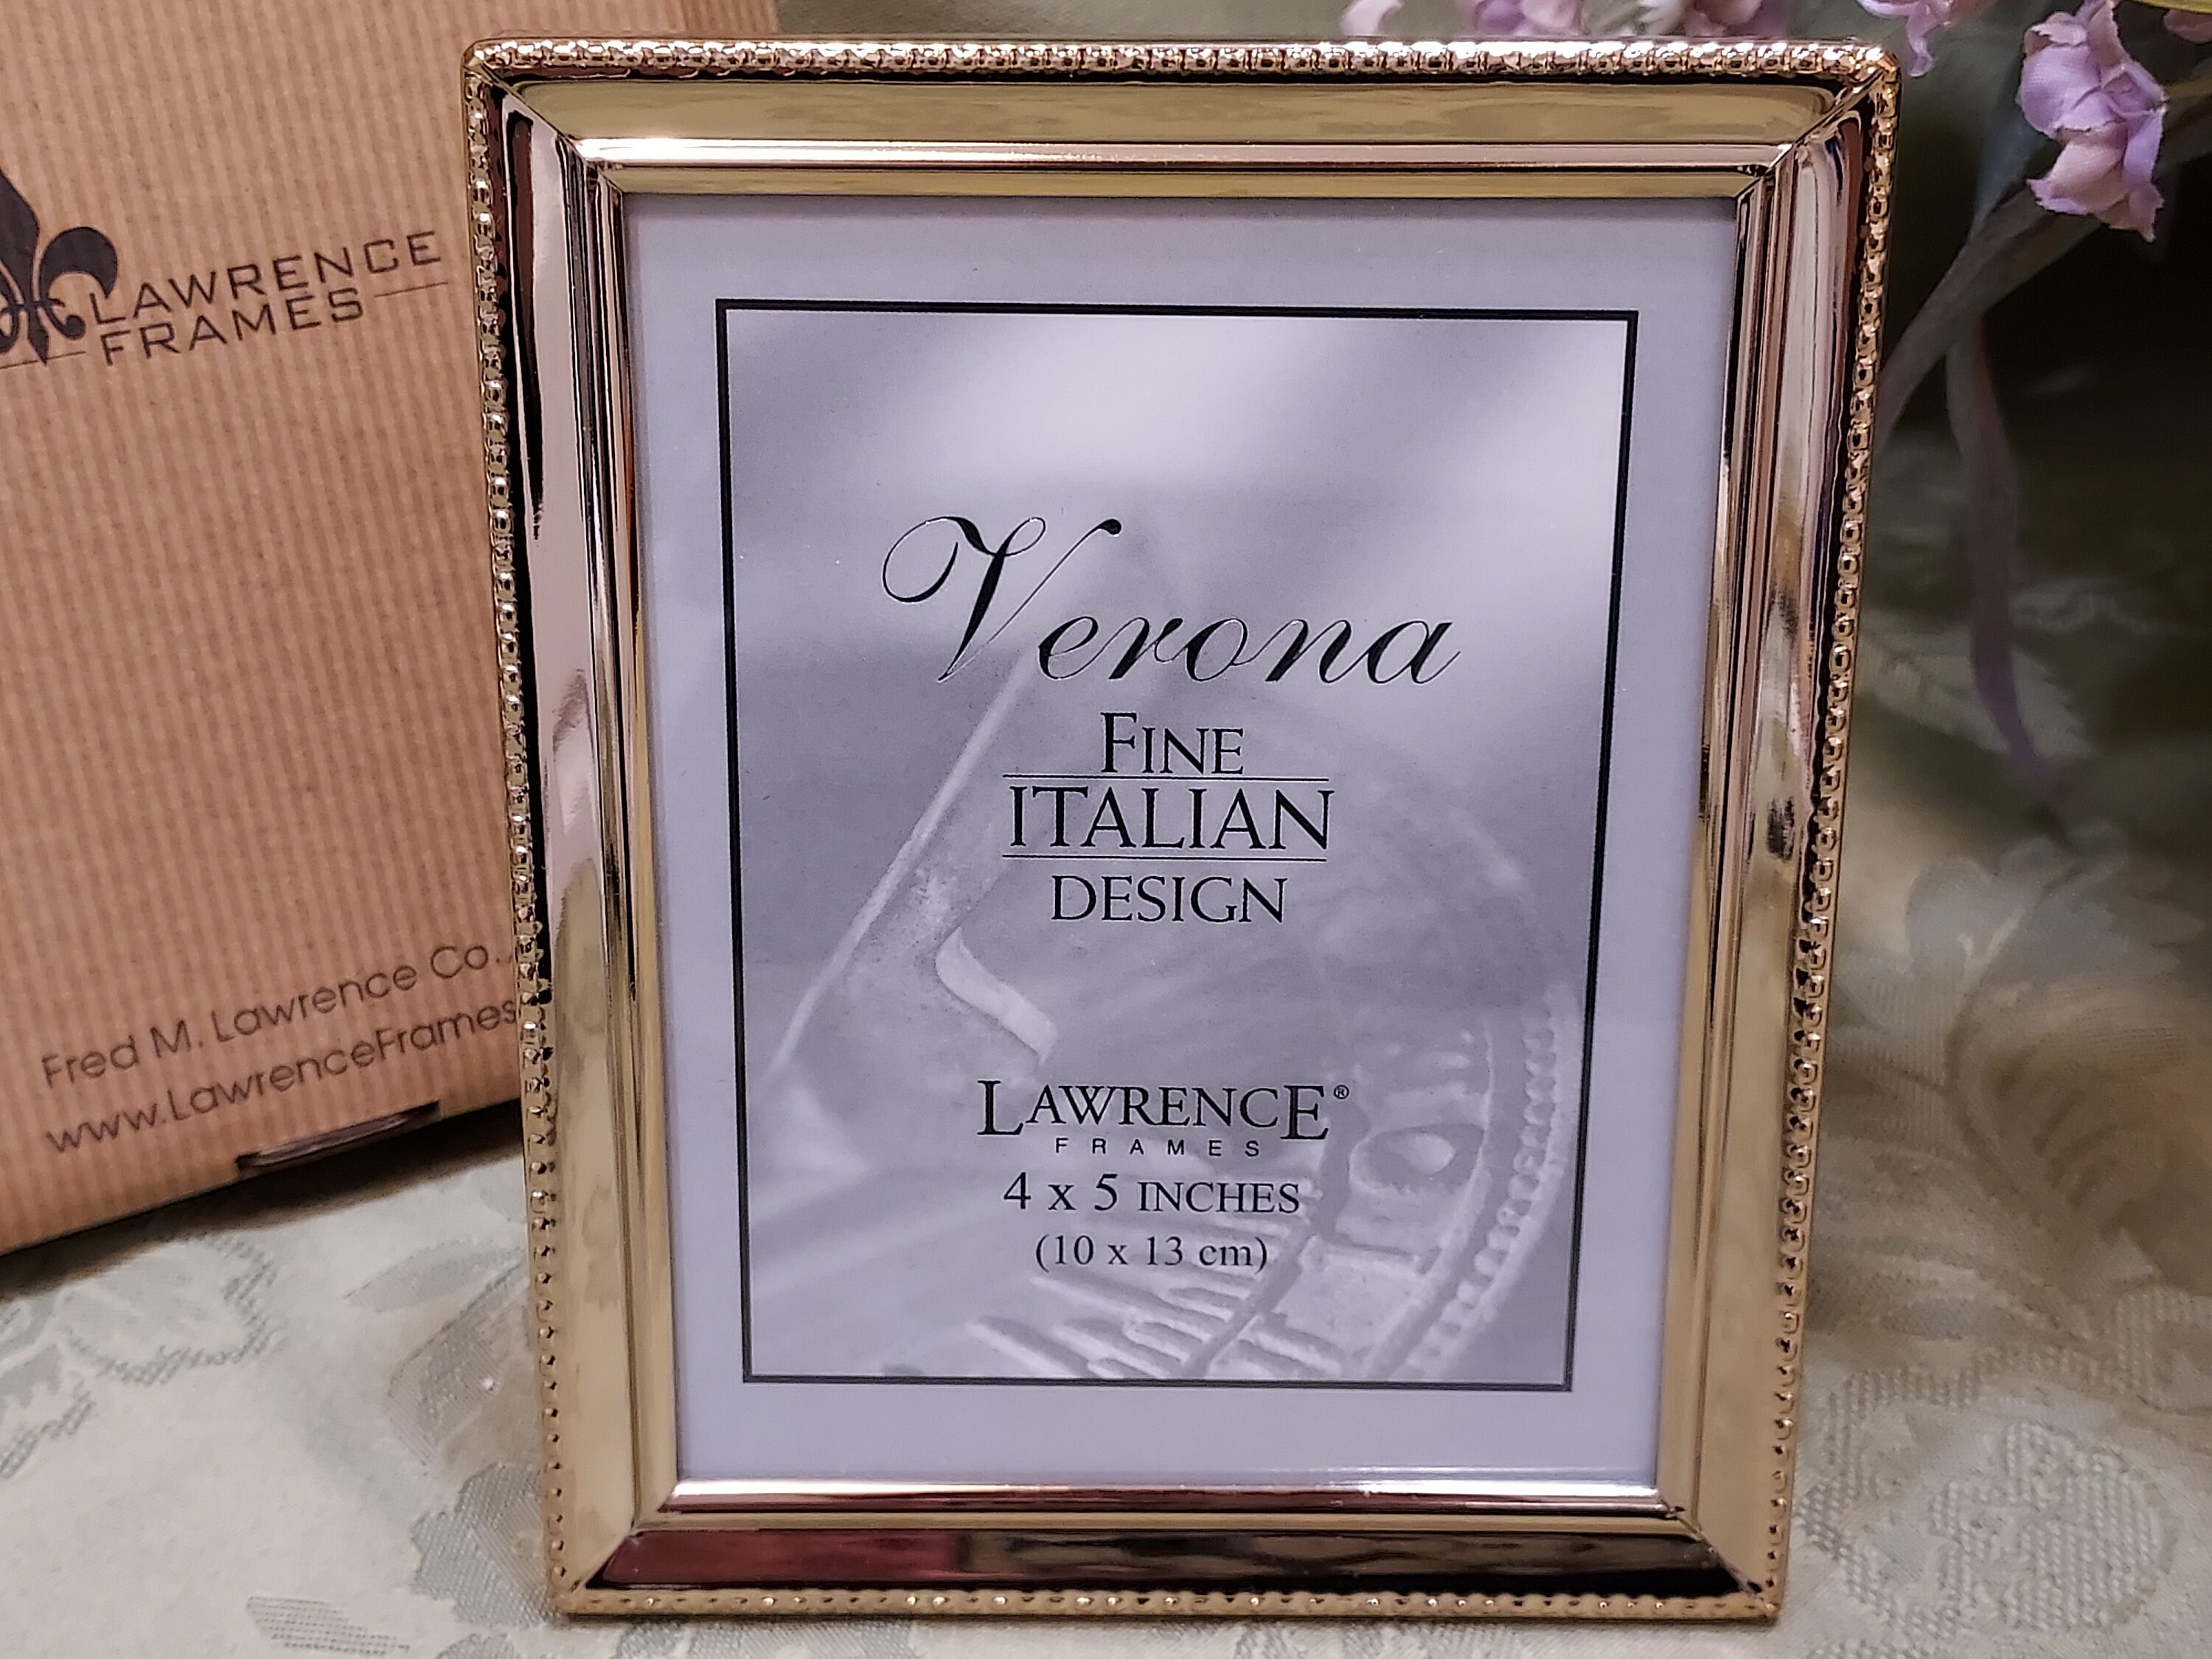 LAWRENCE
FRAMES
Fred M. Lawrence Co.,
www.LawrenceFrames
Verona
FINE
ITALIAN
DESIGN
LAWRENCE®
FRAMES
4 x 5 INCHES
(10 x 13 cm)